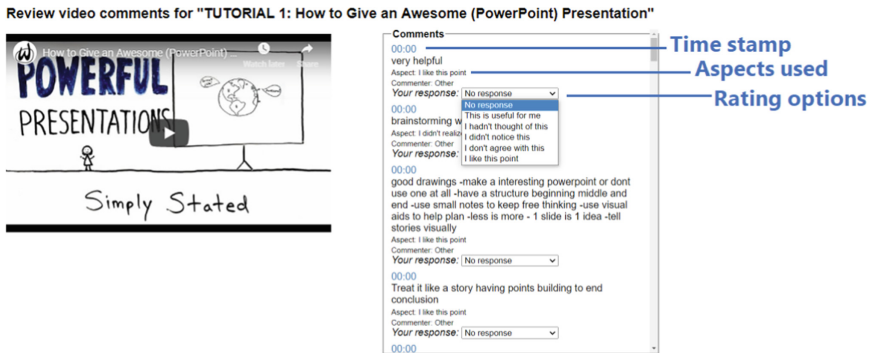 Review video comments for "TUTORIAL 1: How to Give an Awesome (PowerPoint) Presentation"
How to Give an Awesome (PowerPoint) ...
Watch later
Share
POWERFUL
PRESENTATIONS
Simply Stated
Comments
00:00
very helpful
Aspect: I like this point
Commenter: Other
Your response: No response
No response
This is useful for me
I hadn't thought of this
I didn't notice this
I don't agree with this
I like this point
00:00
brainstorming w
Aspect: I didn't realiz
Commenter: Other
Your response:
00:00
good drawings -make a interesting powerpoint or dont
use one at all -have a structure beginning middle and
end -use small notes to keep free thinking -use visual
aids to help plan -less is more - 1 slide is 1 idea -tell
stories visually
Aspect: I like this point
Commenter: Other
Your response: No response
00:00
Treat it like a story having points building to end
conclusion
Aspect: I like this point
Commenter: Other
Your response: No response
00:00
Time stamp
Aspects used
Rating options